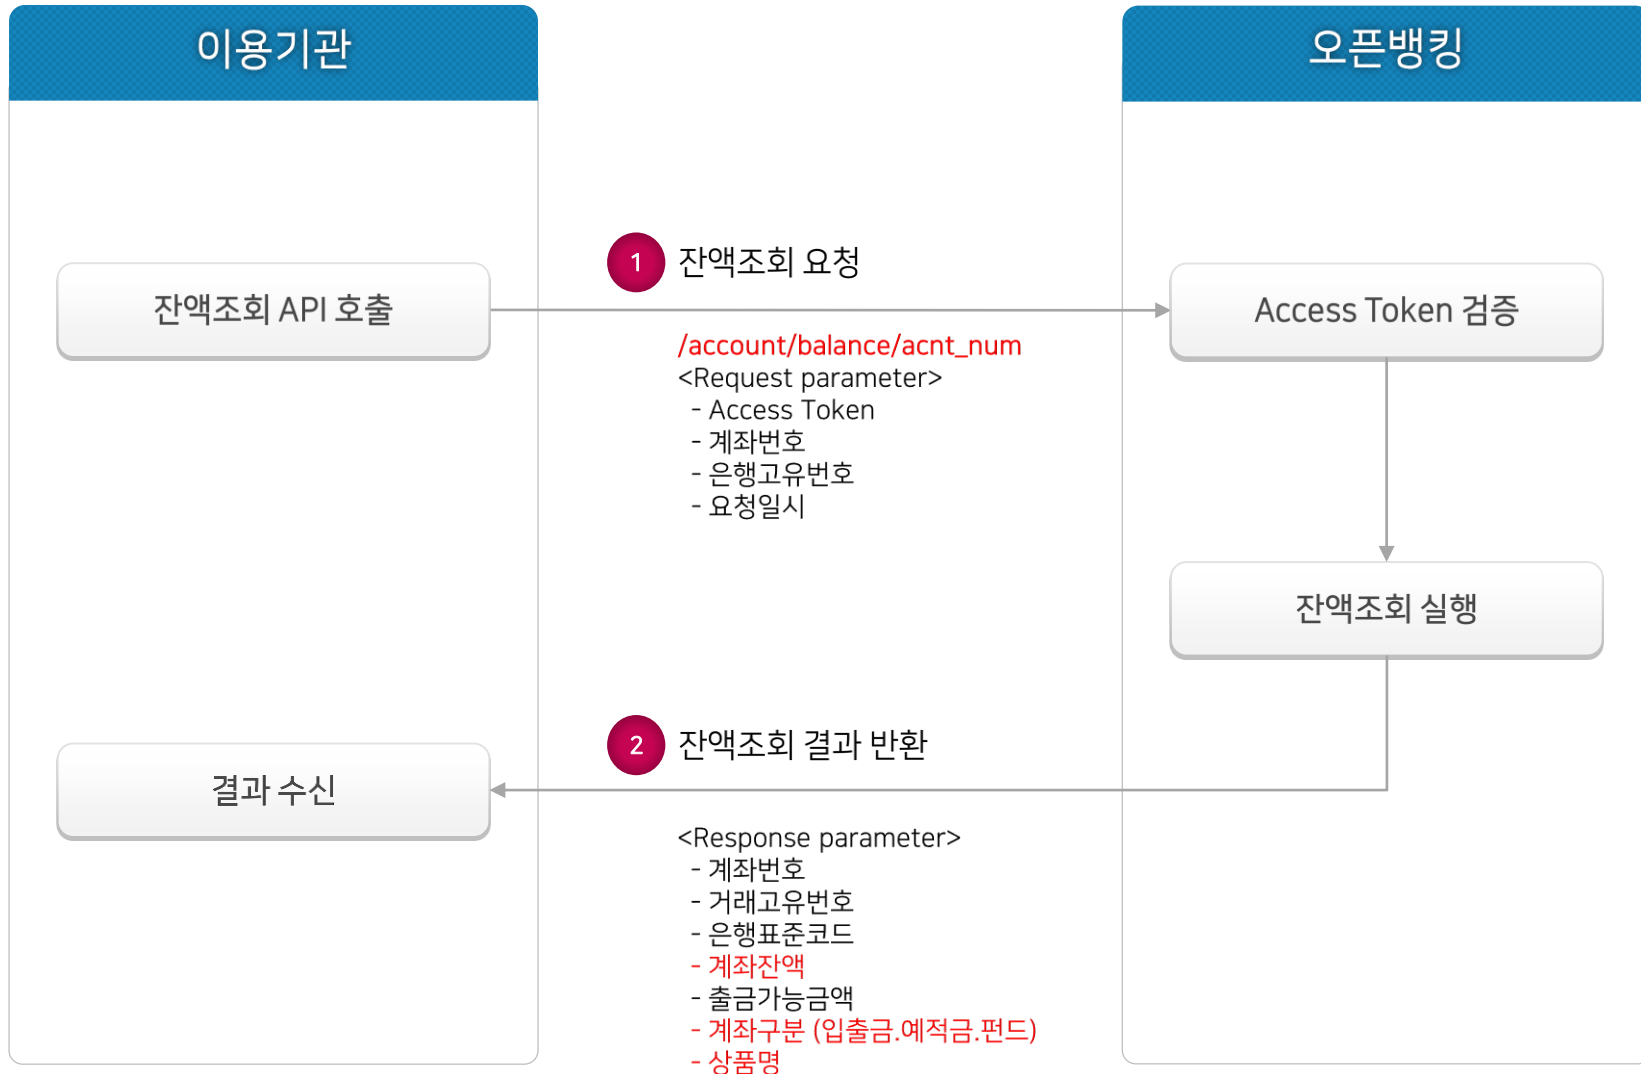 이용기관
오픈뱅킹
1 잔액조회 요청
잔액조회 API 호출
Access Token 검증
/account/balance/acnt_num
<Request parameter>
- Access Token
- 계좌번호
- 은행고유번호
- 요청일시
잔액조회 실행
2 잔액조회 결과 반환
결과 수신
<Response parameter>
- 계좌번호
- 거래고유번호
- 은행표준코드
- 계좌잔액
- 출금가능금액
- 계좌구분 (입출금.예적금.펀드)
- 상품명